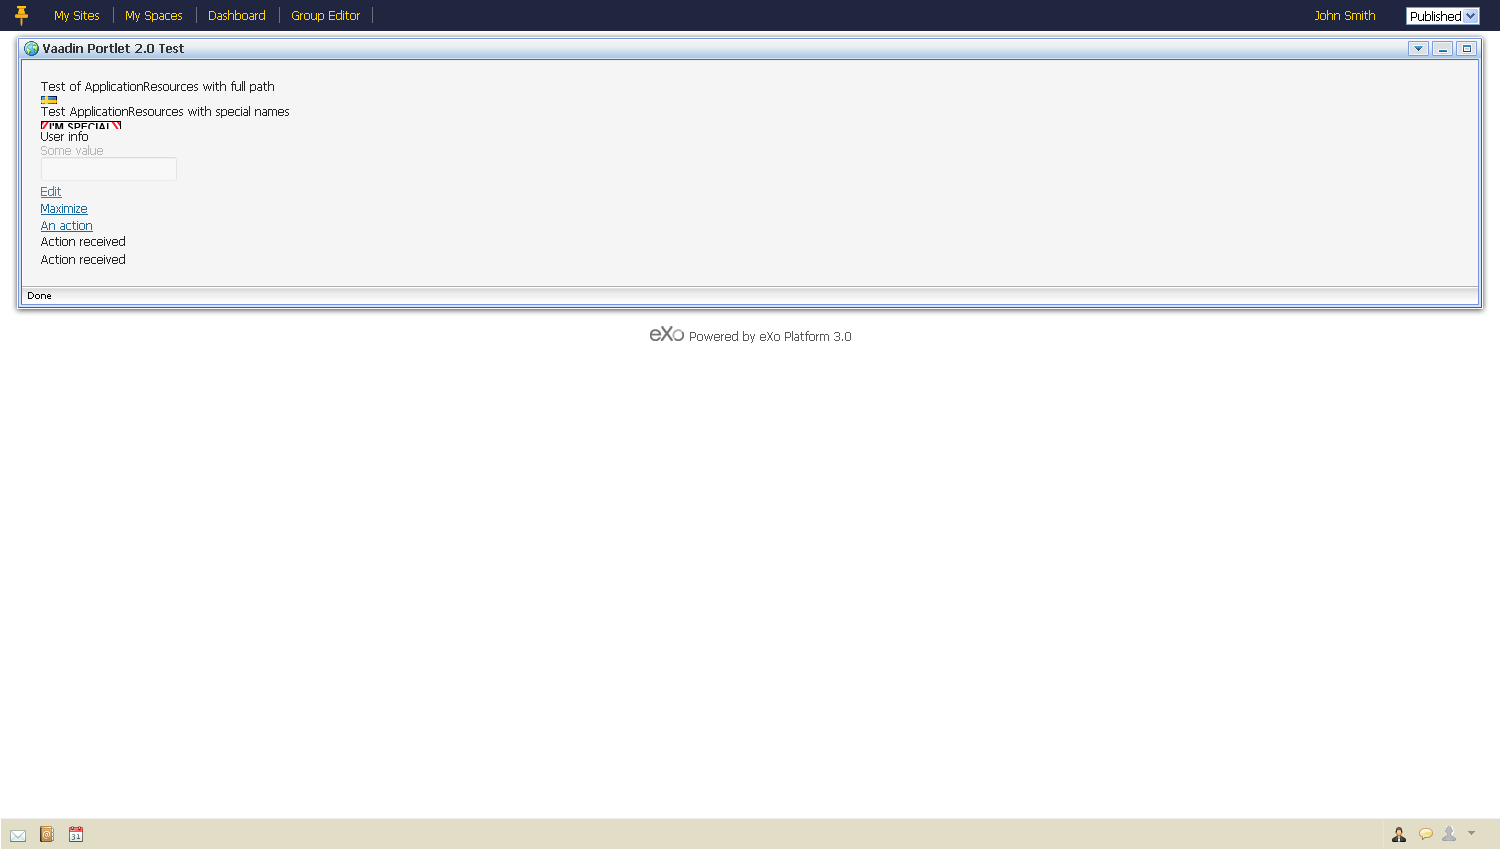 My Sites My Spaces Dashboard Group Editor John Smith Published
Vaadin Portlet 2.0 Test
Test of ApplicationResources with full path
Test ApplicationResources with special names
I'M SPECIAL
User info
Some value
Edit
Maximize
An action
Action received
Action received
Done
eXo Powered by eXo Platform 3.0
31